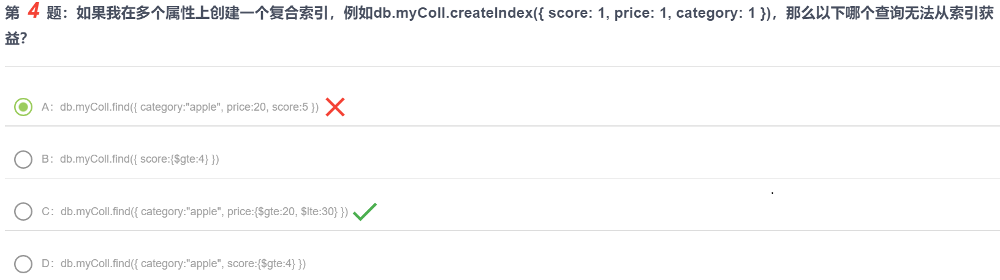 第 4 题：如果我在多个属性上创建一个复合索引，例如db.myColl.createIndex({ score: 1, price: 1, category: 1 })，那么以下哪个查询无法从索引获
益？
A： db.myColl.find({ category:"apple", price:20, score:5 })
B： db.myColl.find({ score:{$gte:4} })
C： db.myColl.find({ category:"apple", price:{$gte:20, $lte:30} })
D： db.myColl.find({ category:"apple", score:{$gte:4} })